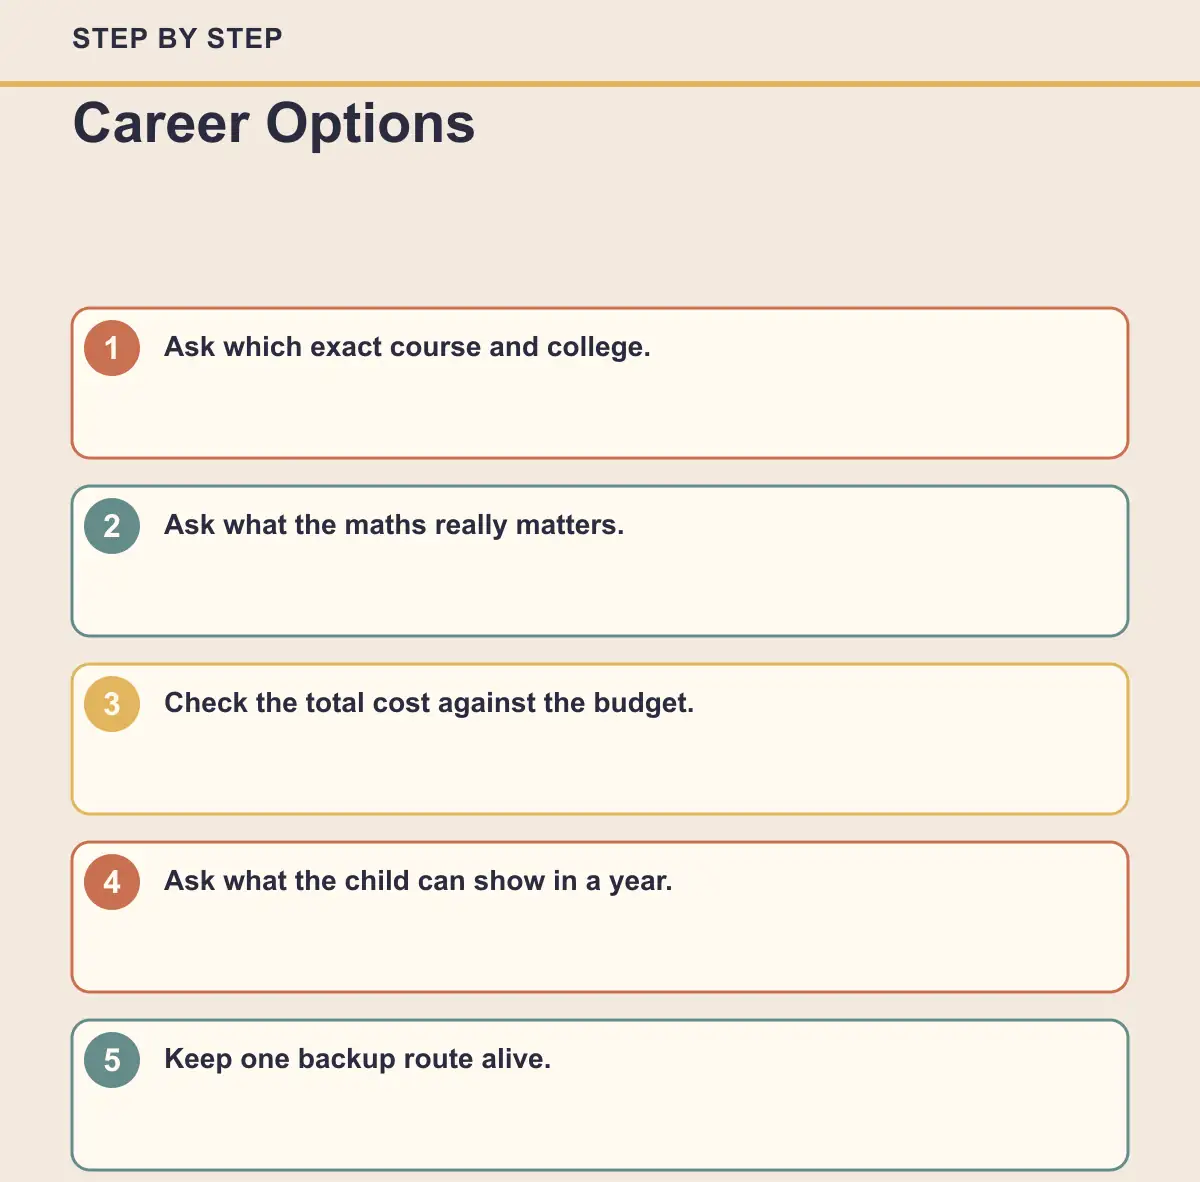 STEP BY STEP
Career Options
1 Ask which exact course and college.
2 Ask what the maths really matters.
3 Check the total cost against the budget.
4 Ask what the child can show in a year.
5 Keep one backup route alive.